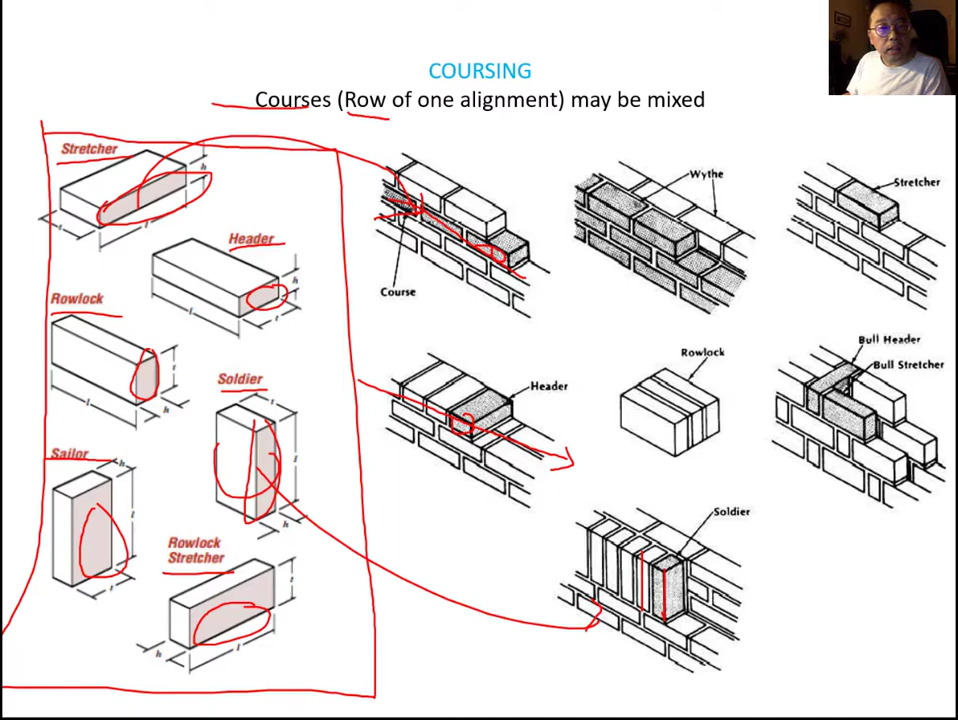 COURSING
Courses (Row of one alignment) may be mixed
Stretcher
h
t
l
Header
h
l
t
Rowlock
t
l
h
Soldier
t
l
h
Sailor
h
l
t
Rowlock
Stretcher
t
h
l
Course
Wythe
Stretcher
Header
Rowlock
Bull Header
Bull Stretcher
Soldier